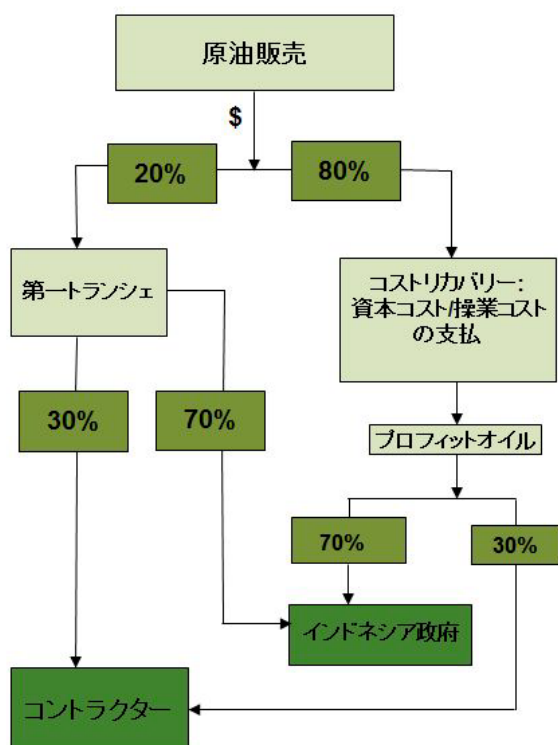 原油販売
$
20%
80%
第一トランシェ
コストリカバリー:
資本コスト/操業コスト
の支払
30%
70%
プロフィットオイル
70%
30%
インドネシア政府
コントラクター